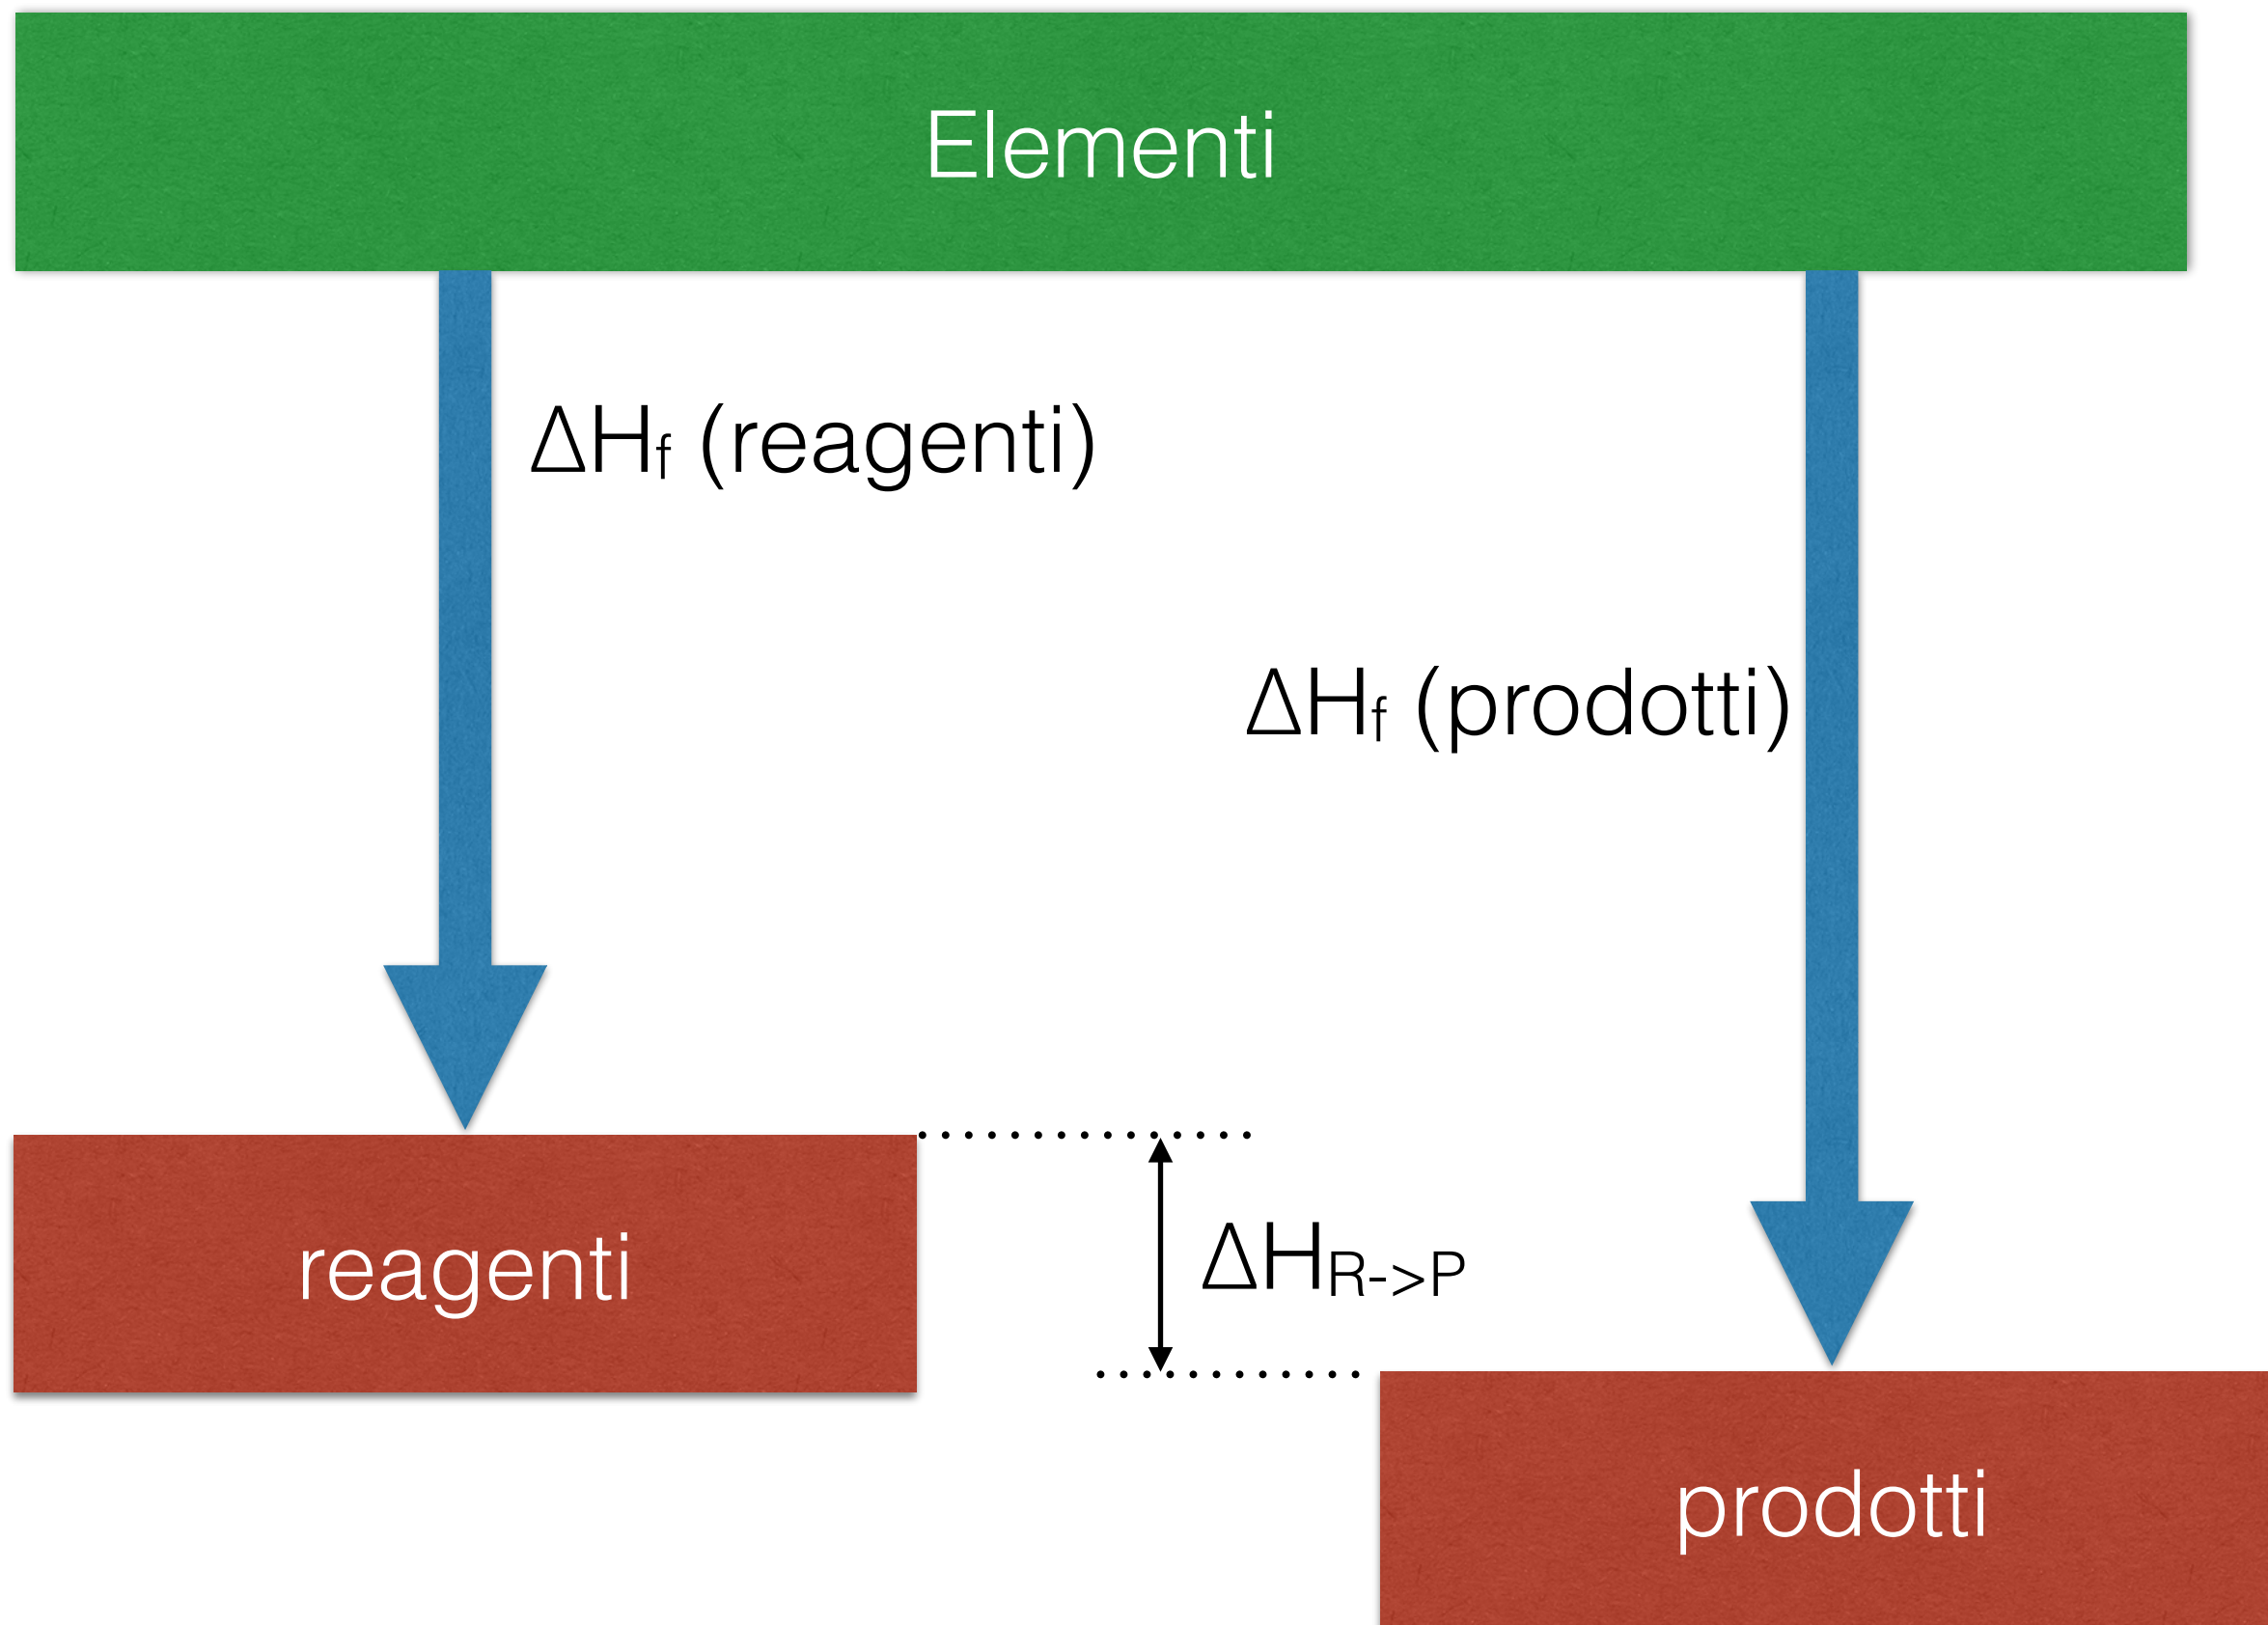 Elementi
ΔHf (reagenti)
ΔHf (prodotti)
reagenti
ΔHR->P
prodotti